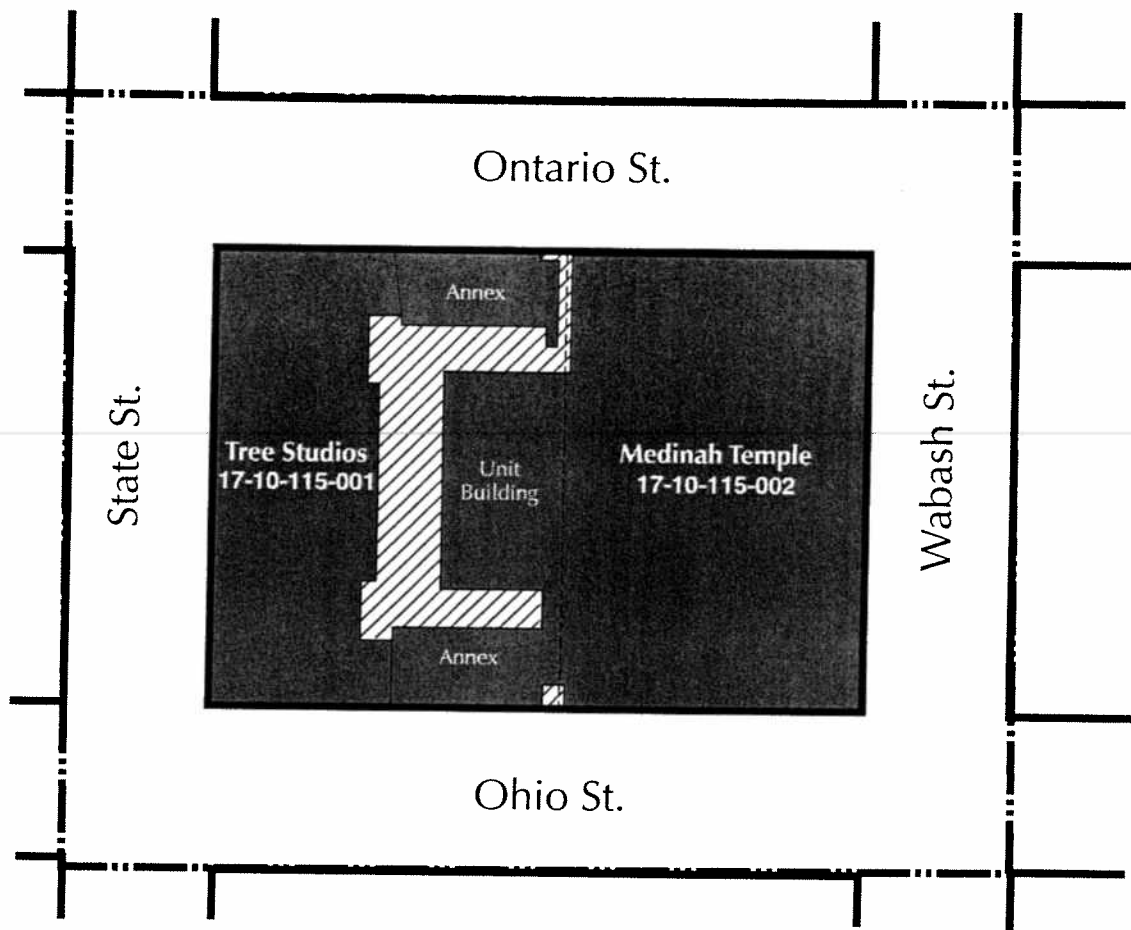 Ontario St.
Annex
State St.
Tree Studios
17-10-115-001
Unit
Building
Medinah Temple
17-10-115-002
Wabash St.
Annex
Ohio St.